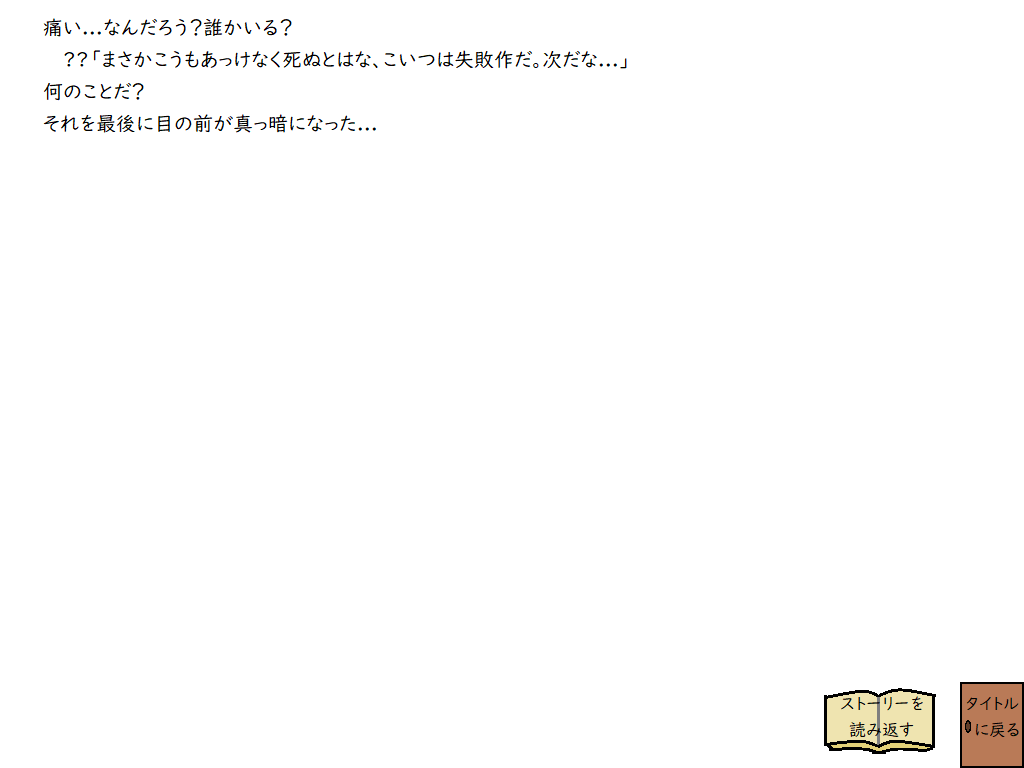 痛い…なんだろう？誰かいる？
　？？「まさかこうもあっけなく死ぬとはな、こいつは失敗作だ。次だな…」
何のことだ？
それを最後に目の前が真っ暗になった…
ストーリーを
読み返す
タイトル
に戻る